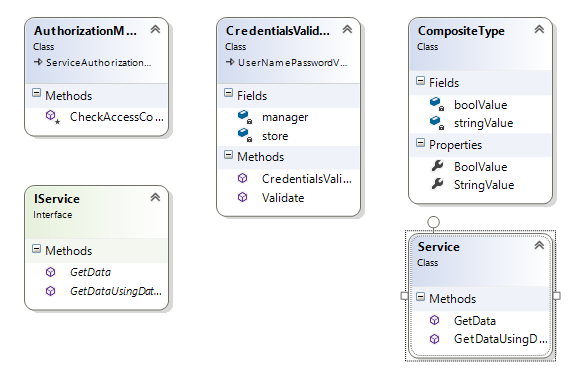 AuthorizationM...
Class
ServiceAuthorization...
Methods
CheckAccessCo...
CredentialsValid...
Class
UserNamePasswordV...
Fields
manager
store
Methods
CredentialsVali...
Validate
CompositeType
Class
Fields
boolValue
stringValue
Properties
BoolValue
StringValue
IService
Interface
Methods
GetData
GetDataUsingDat...
Service
Class
Methods
GetData
GetDataUsingD...